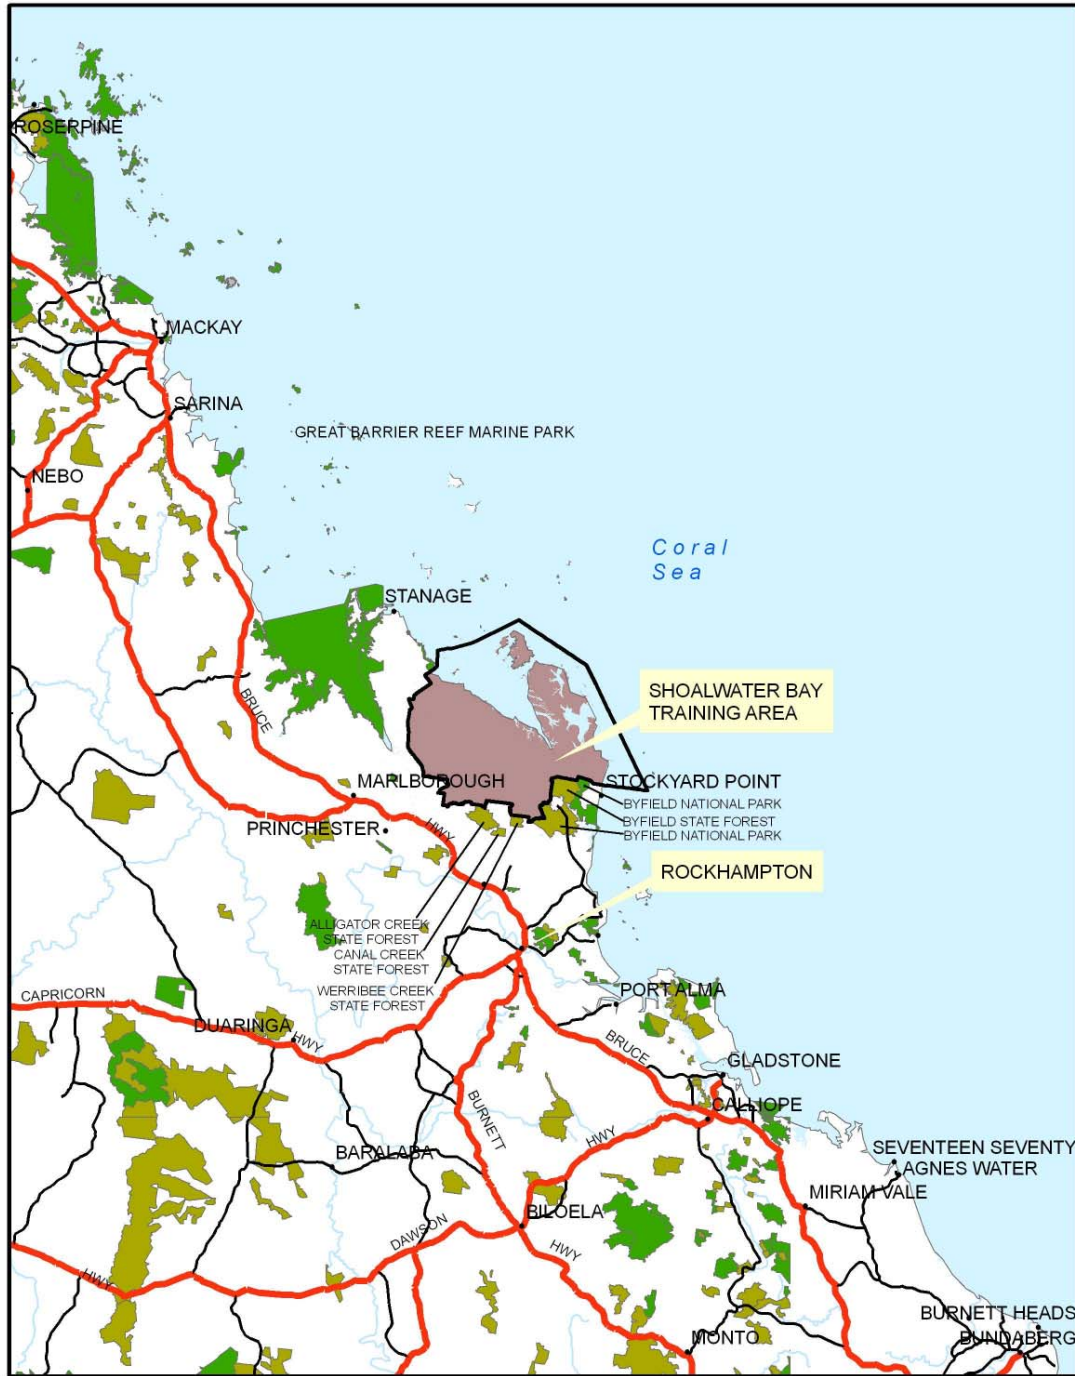 ROSERPINE
MACKAY
SARINA
GREAT BARRIER REEF MARINE PARK
NEBO
Coral
Sea
STANAGE
SHOALWATER BAY
TRAINING AREA
BRUCE
MARLBOROUGH
STOCKYARD POINT
BYFIELD NATIONAL PARK
BYFIELD STATE FOREST
BYFIELD NATIONAL PARK
PRINCHESTER
HWY
ROCKHAMPTON
ALLIGATOR CREEK
STATE FOREST
CANAL CREEK
STATE FOREST
WERRIBEE CREEK
STATE FOREST
CAPRICORN
PORT ALMA
DUARINGA
HWY
BRUCE
GLADSTONE
CALLIOPE
BURNETT
HWY
BARALABA
SEVENTEEN SEVENTY
AGNES WATER
MIRIAM VALE
BILOELA
DAWSON
HWY
HWY
BURNETT HEADS
BUNDABERG
MONTO